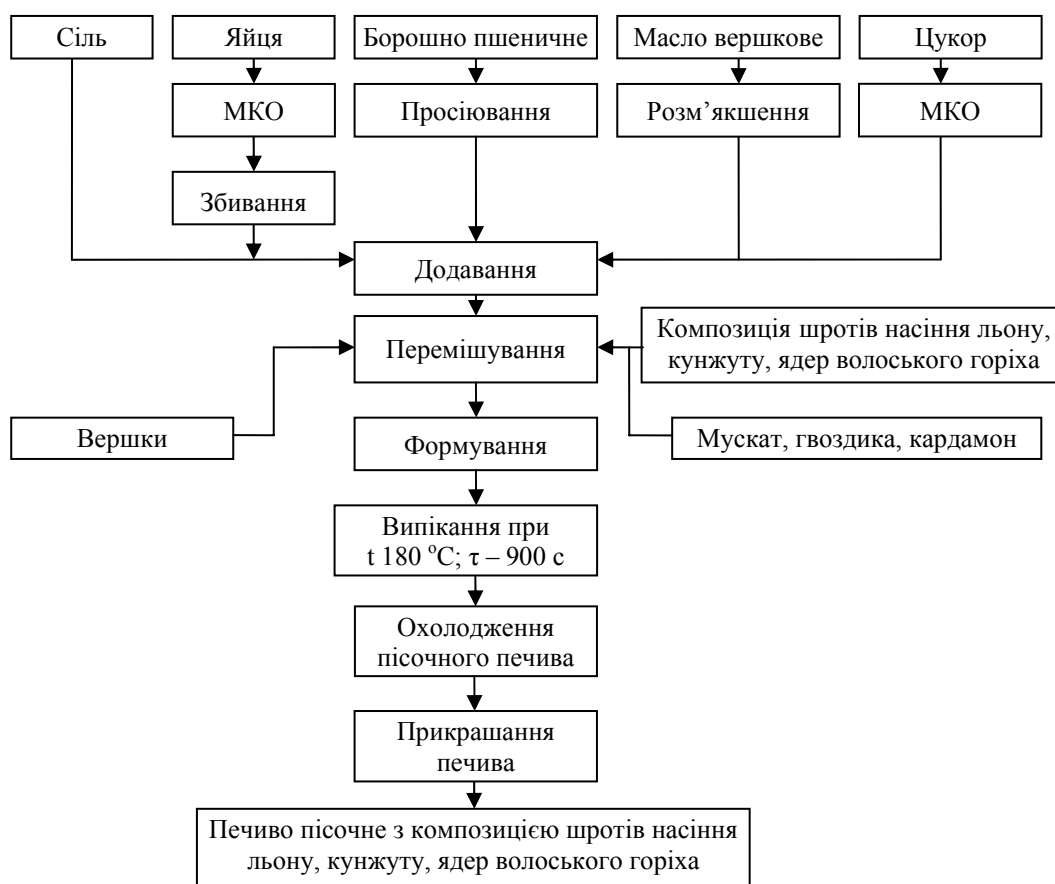 Сіль
Яйця
Борошно пшеничне
Масло вершкове
Цукор
МКО
Просіювання
Розм’якшення
МКО
Збивання
Додавання
Перемішування
Композиція шротів насіння льону,
кунжуту, ядер волоського горіха
Вершки
Формування
Мускат, гвоздика, кардамон
Випікання при
t 180 °С; τ – 900 с
Охолодження
пісочного печива
Прикрашання
печива
Печиво пісочне з композицією шротів насіння
льону, кунжуту, ядер волоського горіха